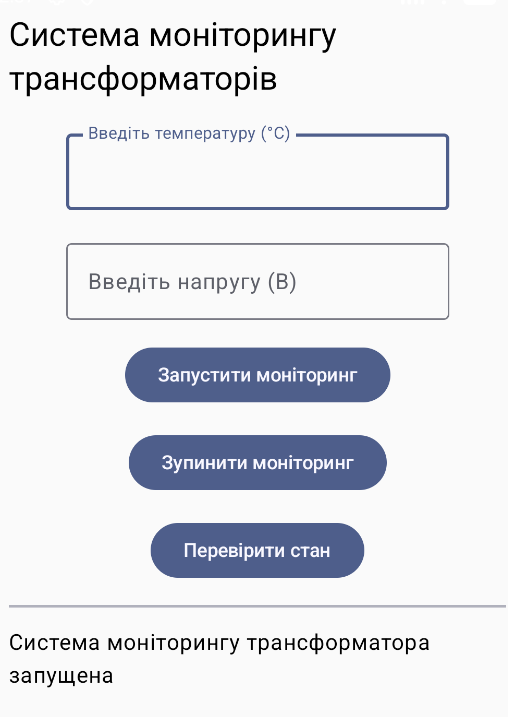 Система моніторингу
трансформаторів
Введіть температуру (°C)
Введіть напругу (В)
Запустити моніторинг
Зупинити моніторинг
Перевірити стан
Система моніторингу трансформатора
запущена